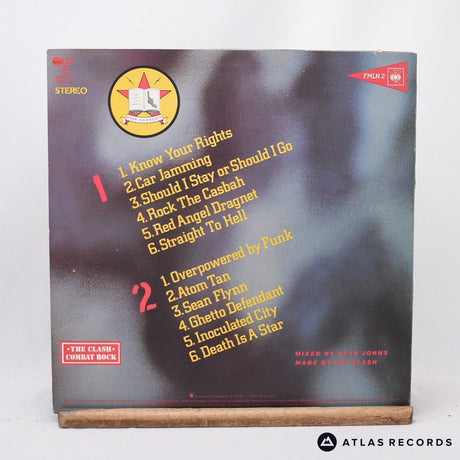 STEREO
FMLN 2
1
1. Know Your Rights
2. Car Jamming
3. Should I Stay or Should I Go
4. Rock The Casbah
5. Red Angel Dragnet
6. Straight To Hell
2
1. Overpowered by Funk
2. Atom Tan
3. Sean Flynn
4. Ghetto Defendant
5. Inoculated City
6. Death Is A Star
THE CLASH
COMBAT ROCK
MIXED BY GLYN JOHNS
MADE BY THE CLASH
ATLAS RECORDS